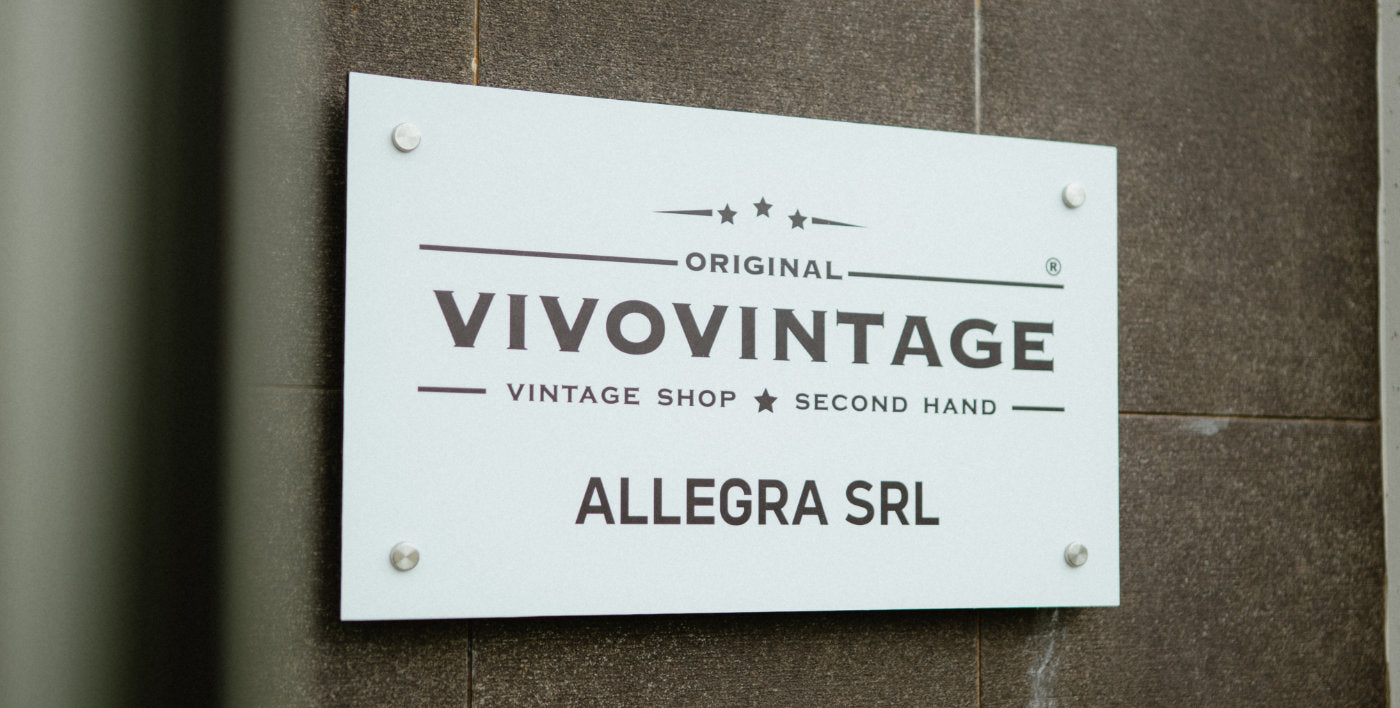 ORIGINAL ®
VIVOVINTAGE
VINTAGE SHOP ★ SECOND HAND
ALLEGRA SRL